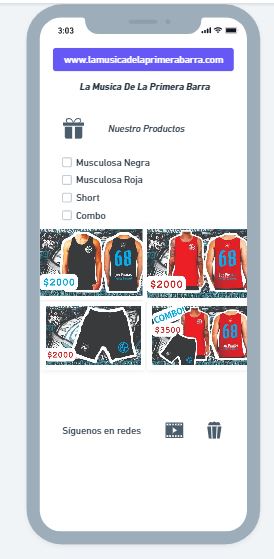 3:03
www.lamusicadelaprimerabarra.com
La Musica De La Primera Barra
Nuestro Productos
Musculosa Negra
Musculosa Roja
Short
Combo
68
$2000
68
$2000
$2000
COMBO
$3500
68
Síguenos en redes